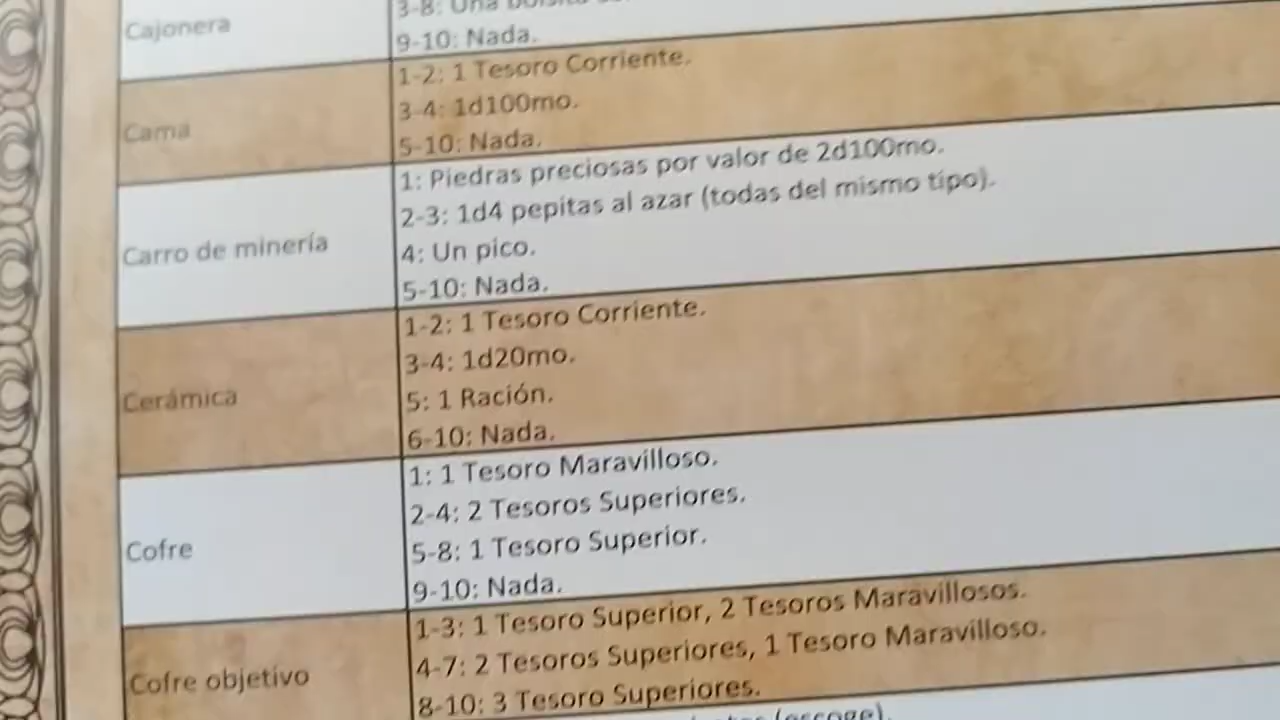 Cajonera
3-8: Una
9-10: Nada.
Cama
1-2: 1 Tesoro Corriente.
3-4: 1d100mo.
5-10: Nada.
Carro de minería
1: Piedras preciosas por valor de 2d100mo.
2-3: 1d4 pepitas al azar (todas del mismo tipo).
4: Un pico.
5-10: Nada.
Cerámica
1-2: 1 Tesoro Corriente.
3-4: 1d20mo.
5: 1 Ración.
6-10: Nada.
Cofre
1: 1 Tesoro Maravilloso.
2-4: 2 Tesoros Superiores.
5-8: 1 Tesoro Superior.
9-10: Nada.
Cofre objetivo
1-3: 1 Tesoro Superior, 2 Tesoros Maravillosos.
4-7: 2 Tesoros Superiores, 1 Tesoro Maravilloso.
8-10: 3 Tesoro Superiores.
(escoge).